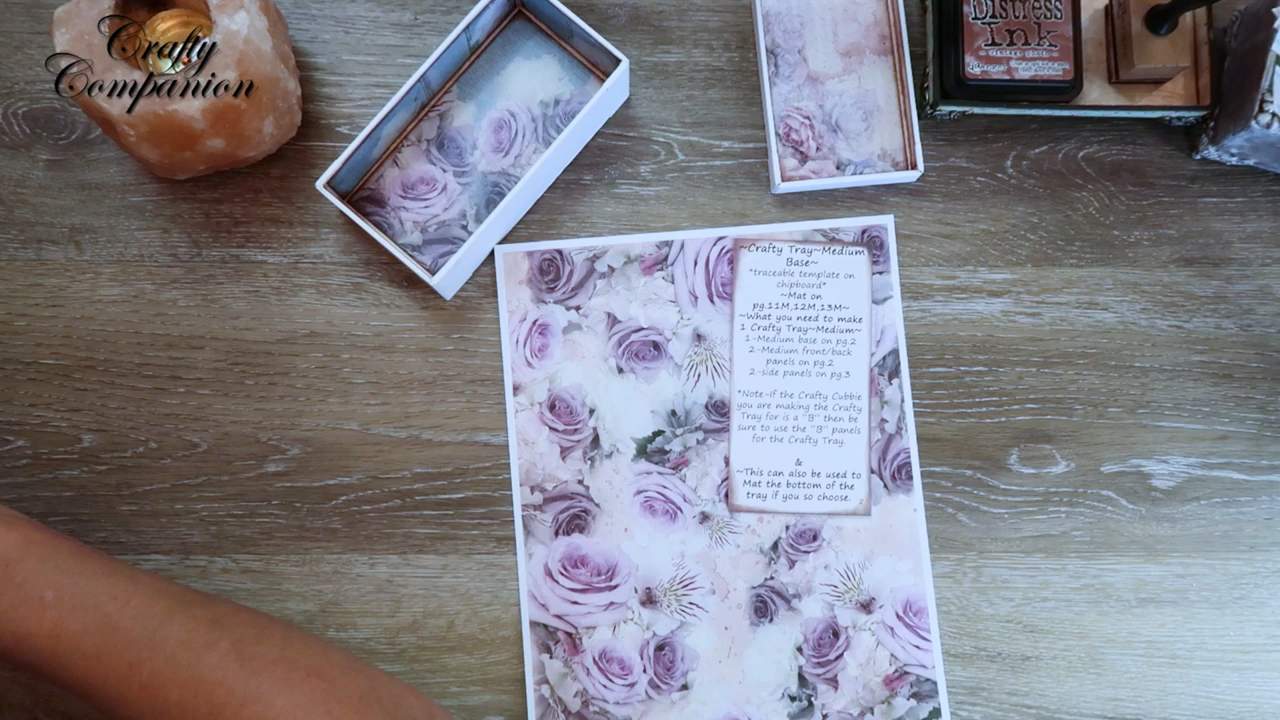 Crafty
Companion
Distress
Ink
vintage photo
~Crafty Tray~Medium
Base~
*traceable template on
chipboard*
~Mat on
pg.11M,12M,13M~
~What you need to make
1 Crafty Tray~Medium~
1-Medium base on pg.2
2-Medium front/back
panels on pg.2
2-side panels on pg.3
*Note-If the Crafty Cubbie
you are making the Crafty
Tray for is a "B" then be
sure to use the "B" panels
for the Crafty Tray.
&
~This can also be used to
Mat the bottom of the
tray if you so choose.